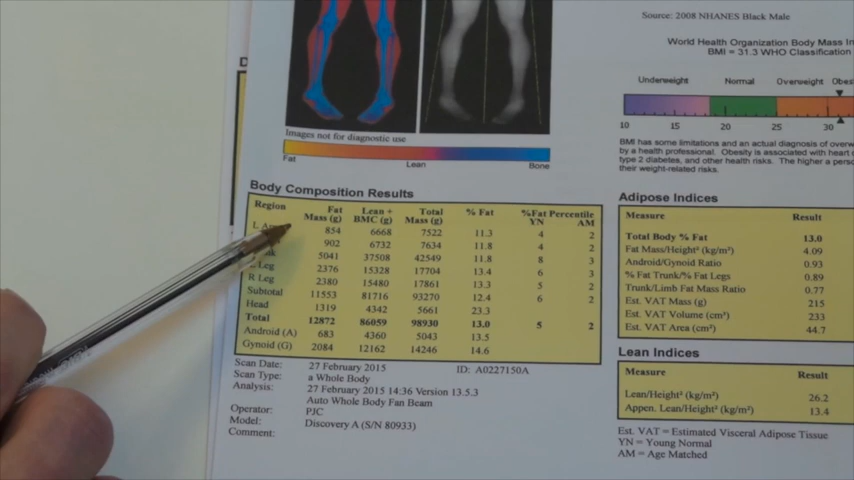 Source: 2008 NHANES Black Male
World Health Organization Body Mass In
BMI = 31.3 WHO Classification
Underweight Normal Overweight Obes
10 15 20 25 30
BMI has some limitations and an actual diagnosis of overw
by a health professional. Obesity is associated with heart
type 2 diabetes, and other health risks. The higher a pers
their weight-related risks.
Images not for diagnostic use
Fat Lean Bone
Body Composition Results
Region Fat Mass (g) Lean + BMC (g) Total Mass (g) % Fat %Fat Percentile YN AM
L 854 6668 7522 11.3 4 2
902 6732 7634 11.8 4 2
5041 37508 42549 11.8 8 3
Leg 2376 15328 17704 13.4 6 3
R Leg 2380 15480 17861 13.3 5 2
Subtotal 11553 81716 93270 12.4 6 2
Head 1319 4342 5661 23.3
Total 12872 86059 98930 13.0 5 2
Android (A) 683 4360 5043 13.5
Gynoid (G) 2084 12162 14246 14.6
Scan Date: 27 February 2015 ID: A0227150A
Scan Type: a Whole Body
Analysis: 27 February 2015 14:36 Version 13.5.3
Auto Whole Body Fan Beam
Operator: PJC
Model: Discovery A (S/N 80933)
Comment:
Adipose Indices
Measure Result
Total Body % Fat 13.0
Fat Mass/Height² (kg/m²) 4.09
Android/Gynoid Ratio 0.93
% Fat Trunk/% Fat Legs 0.89
Trunk/Limb Fat Mass Ratio 0.77
Est. VAT Mass (g) 215
Est. VAT Volume (cm³) 233
Est. VAT Area (cm²) 44.7
Lean Indices
Measure Result
Lean/Height² (kg/m²) 26.2
Appen. Lean/Height² (kg/m²) 13.4
Est. VAT = Estimated Visceral Adipose Tissue
YN = Young Normal
AM = Age Matched